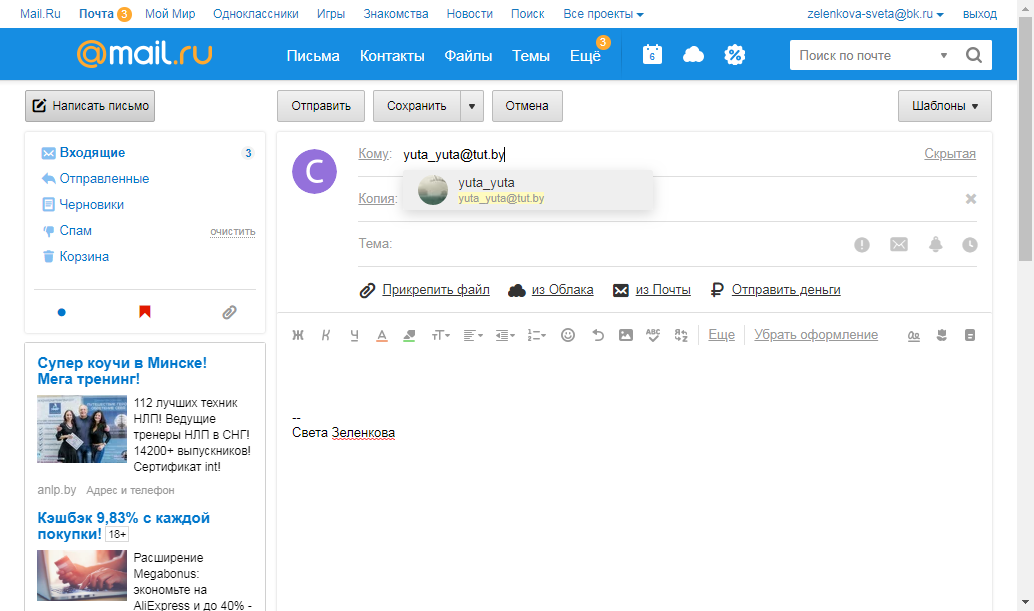 Mail.Ru Почта 3 Мой Мир Одноклассники Игры Знакомства Новости Поиск Все проекты zelenkova-sveta@bk.ru выход
@mail.ru Письма Контакты Файлы Темы Ещё 3 6 % Поиск по почте
Написать письмо Отправить Сохранить Отмена Шаблоны
Входящие 3
Отправленные
Черновики
Спам очистить
Корзина
С
Кому: yuta_yuta@tut.by Скрытая
yuta_yuta
yuta_yuta@tut.by
Копия:
Тема:
Прикрепить файл из Облака из Почты Отправить деньги
Ж К Ч А тТ ABC Еще Убрать оформление
--
Света Зеленкова
Супер коучи в Минске!
Мега тренинг!
112 лучших техник
НЛП! Ведущие
тренеры НЛП в СНГ!
14200+ выпускников!
Сертификат int!
anlp.by Адрес и телефон
Кэшбэк 9,83% с каждой
покупки! 18+
Расширение
Megabonus:
экономьте на
AliExpress и до 40% -